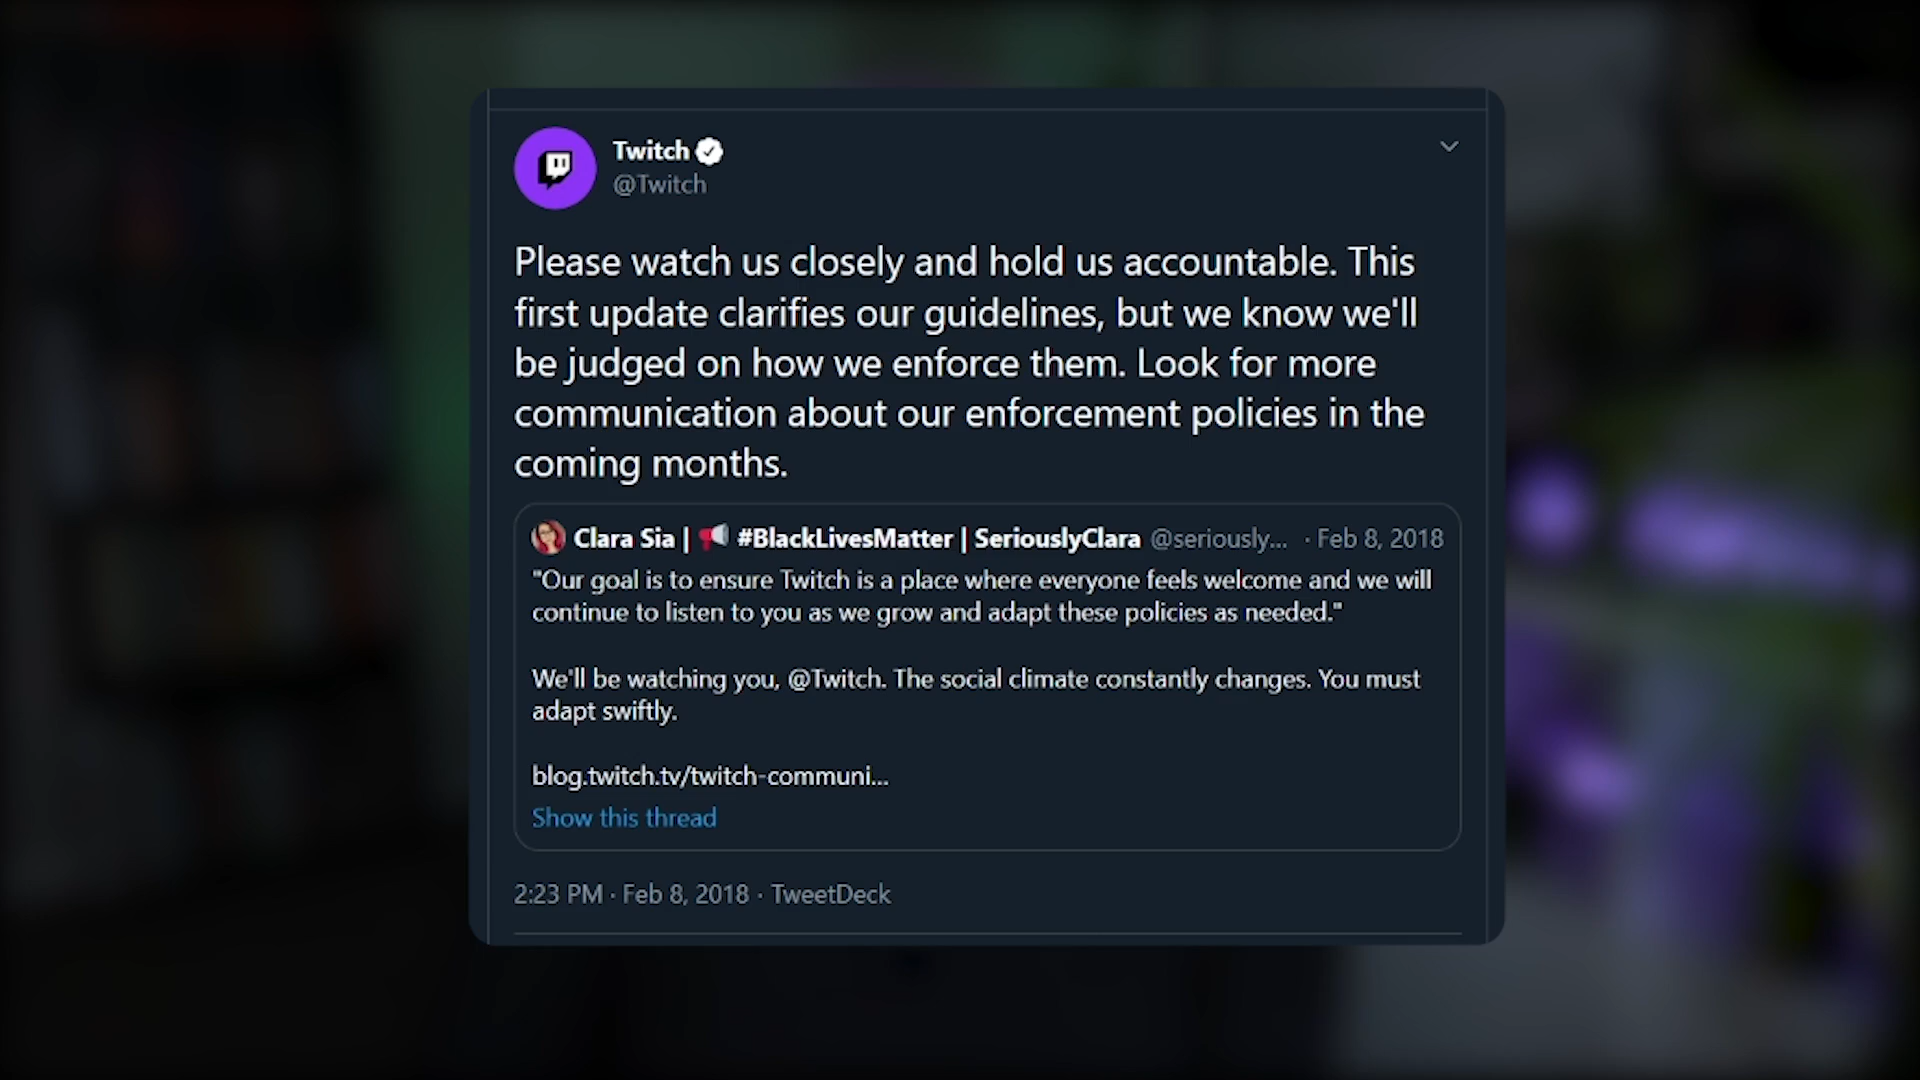 Twitch
@Twitch
Please watch us closely and hold us accountable. This
first update clarifies our guidelines, but we know we'll
be judged on how we enforce them. Look for more
communication about our enforcement policies in the
coming months.
Clara Sia | 📢 #BlackLivesMatter | SeriouslyClara @seriously... · Feb 8, 2018
"Our goal is to ensure Twitch is a place where everyone feels welcome and we will
continue to listen to you as we grow and adapt these policies as needed."
We'll be watching you, @Twitch. The social climate constantly changes. You must
adapt swiftly.
blog.twitch.tv/twitch-communi...
Show this thread
2:23 PM · Feb 8, 2018 · TweetDeck